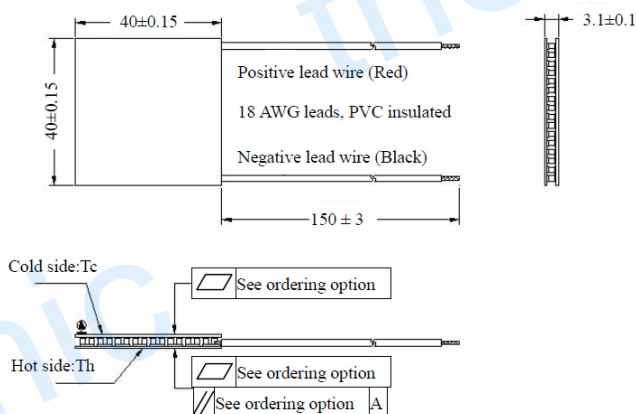 40±0.15
3.1±0.1
40±0.15
Positive lead wire (Red)
18 AWG leads, PVC insulated
Negative lead wire (Black)
150 ± 3
Cold side:Tc
See ordering option
A
Hot side:Th
See ordering option
See ordering option A